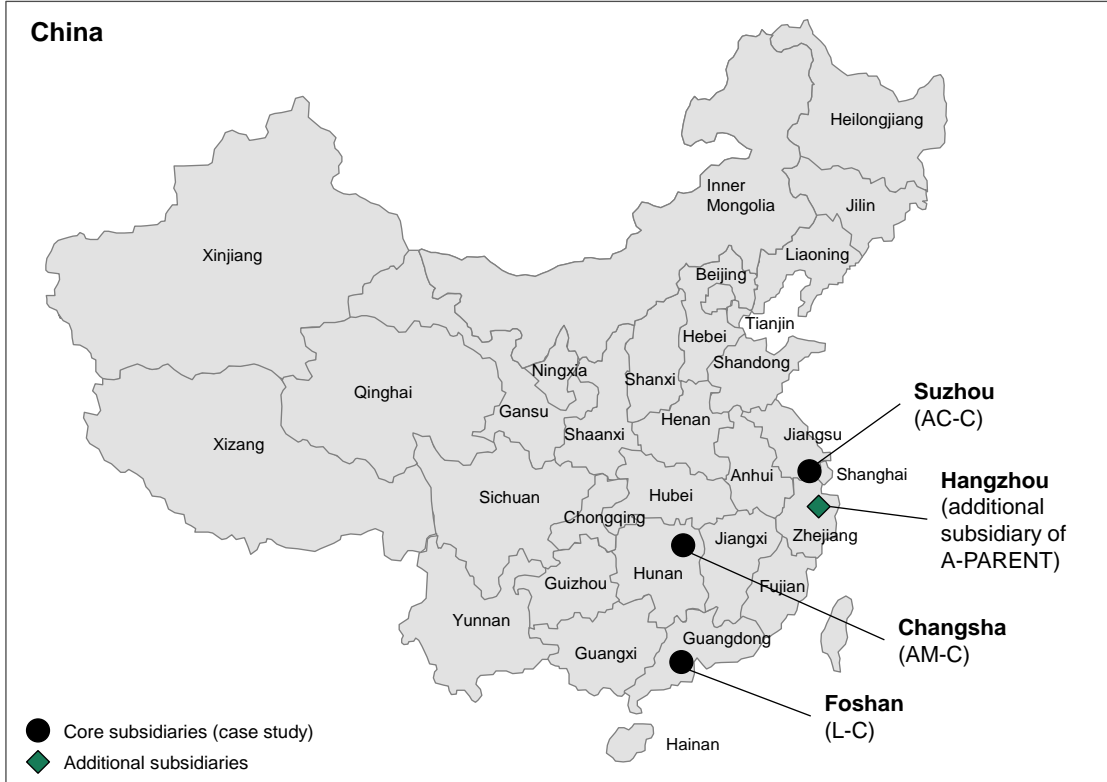 China
Heilongjiang
Inner
Mongolia
Jilin
Xinjiang
Liaoning
Beijing
Tianjin
Hebei
Shandong
Ningxia
Shanxi
Qinghai
Gansu
Henan
Suzhou
(AC-C)
Shaanxi
Jiangsu
Xizang
Anhui
Shanghai
Hangzhou
(additional
subsidiary of
A-PARENT)
Sichuan
Hubei
Chongqing
Zhejiang
Jiangxi
Hunan
Guizhou
Fujian
Yunnan
Changsha
(AM-C)
Guangdong
Guangxi
Foshan
(L-C)
Core subsidiaries (case study)
Hainan
Additional subsidiaries